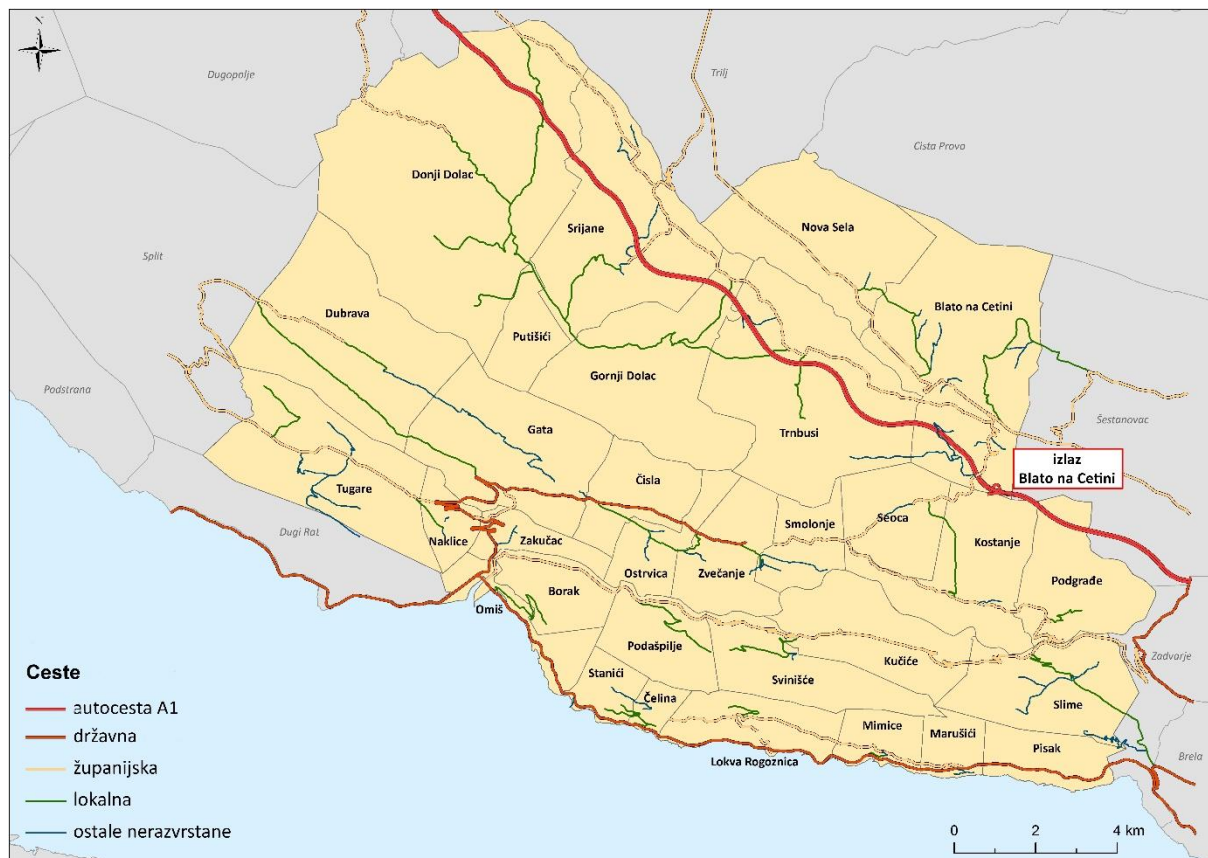 Dugopolje
Trilj
Cista Provo
Donji Dolac
Srijane
Nova Sela
Split
Blato na Cetini
Dubrava
Putišići
Gornji Dolac
Podstrana
Šestanovac
Gata
Trnbusi
izlaz
Blato na Cetini
Čisla
Tugare
Smolonje
Seoca
Dugi Rat
Naklice
Zakučac
Kostanje
Ostrvica
Zvečanje
Podgrađe
Omiš
Borak
Podašpilje
Zadvarje
Kučiće
Stanići
Svinišće
Čelina
Slime
Mimice
Marušići
Pisak
Brela
Lokva Rogoznica
Ceste
autocesta A1
državna
županijska
lokalna
ostale nerazvrstane
0 2 4 km